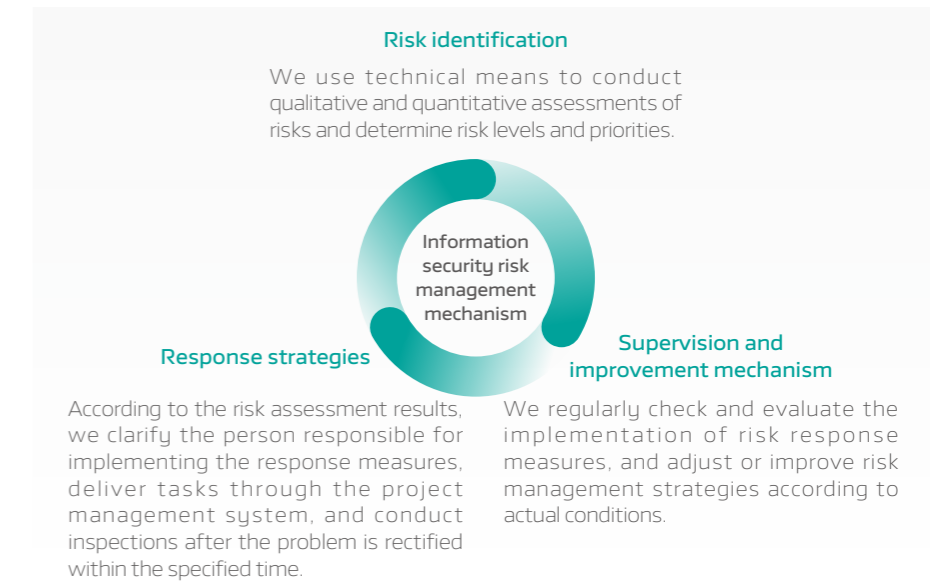 Risk identification
We use technical means to conduct
qualitative and quantitative assessments of
risks and determine risk levels and priorities.
Information
security risk
management
mechanism
Response strategies
According to the risk assessment results,
we clarify the person responsible for
implementing the response measures,
deliver tasks through the project
management system, and conduct
inspections after the problem is rectified
within the specified time.
Supervision and
improvement mechanism
We regularly check and evaluate the
implementation of risk response
measures, and adjust or improve risk
management strategies according to
actual conditions.